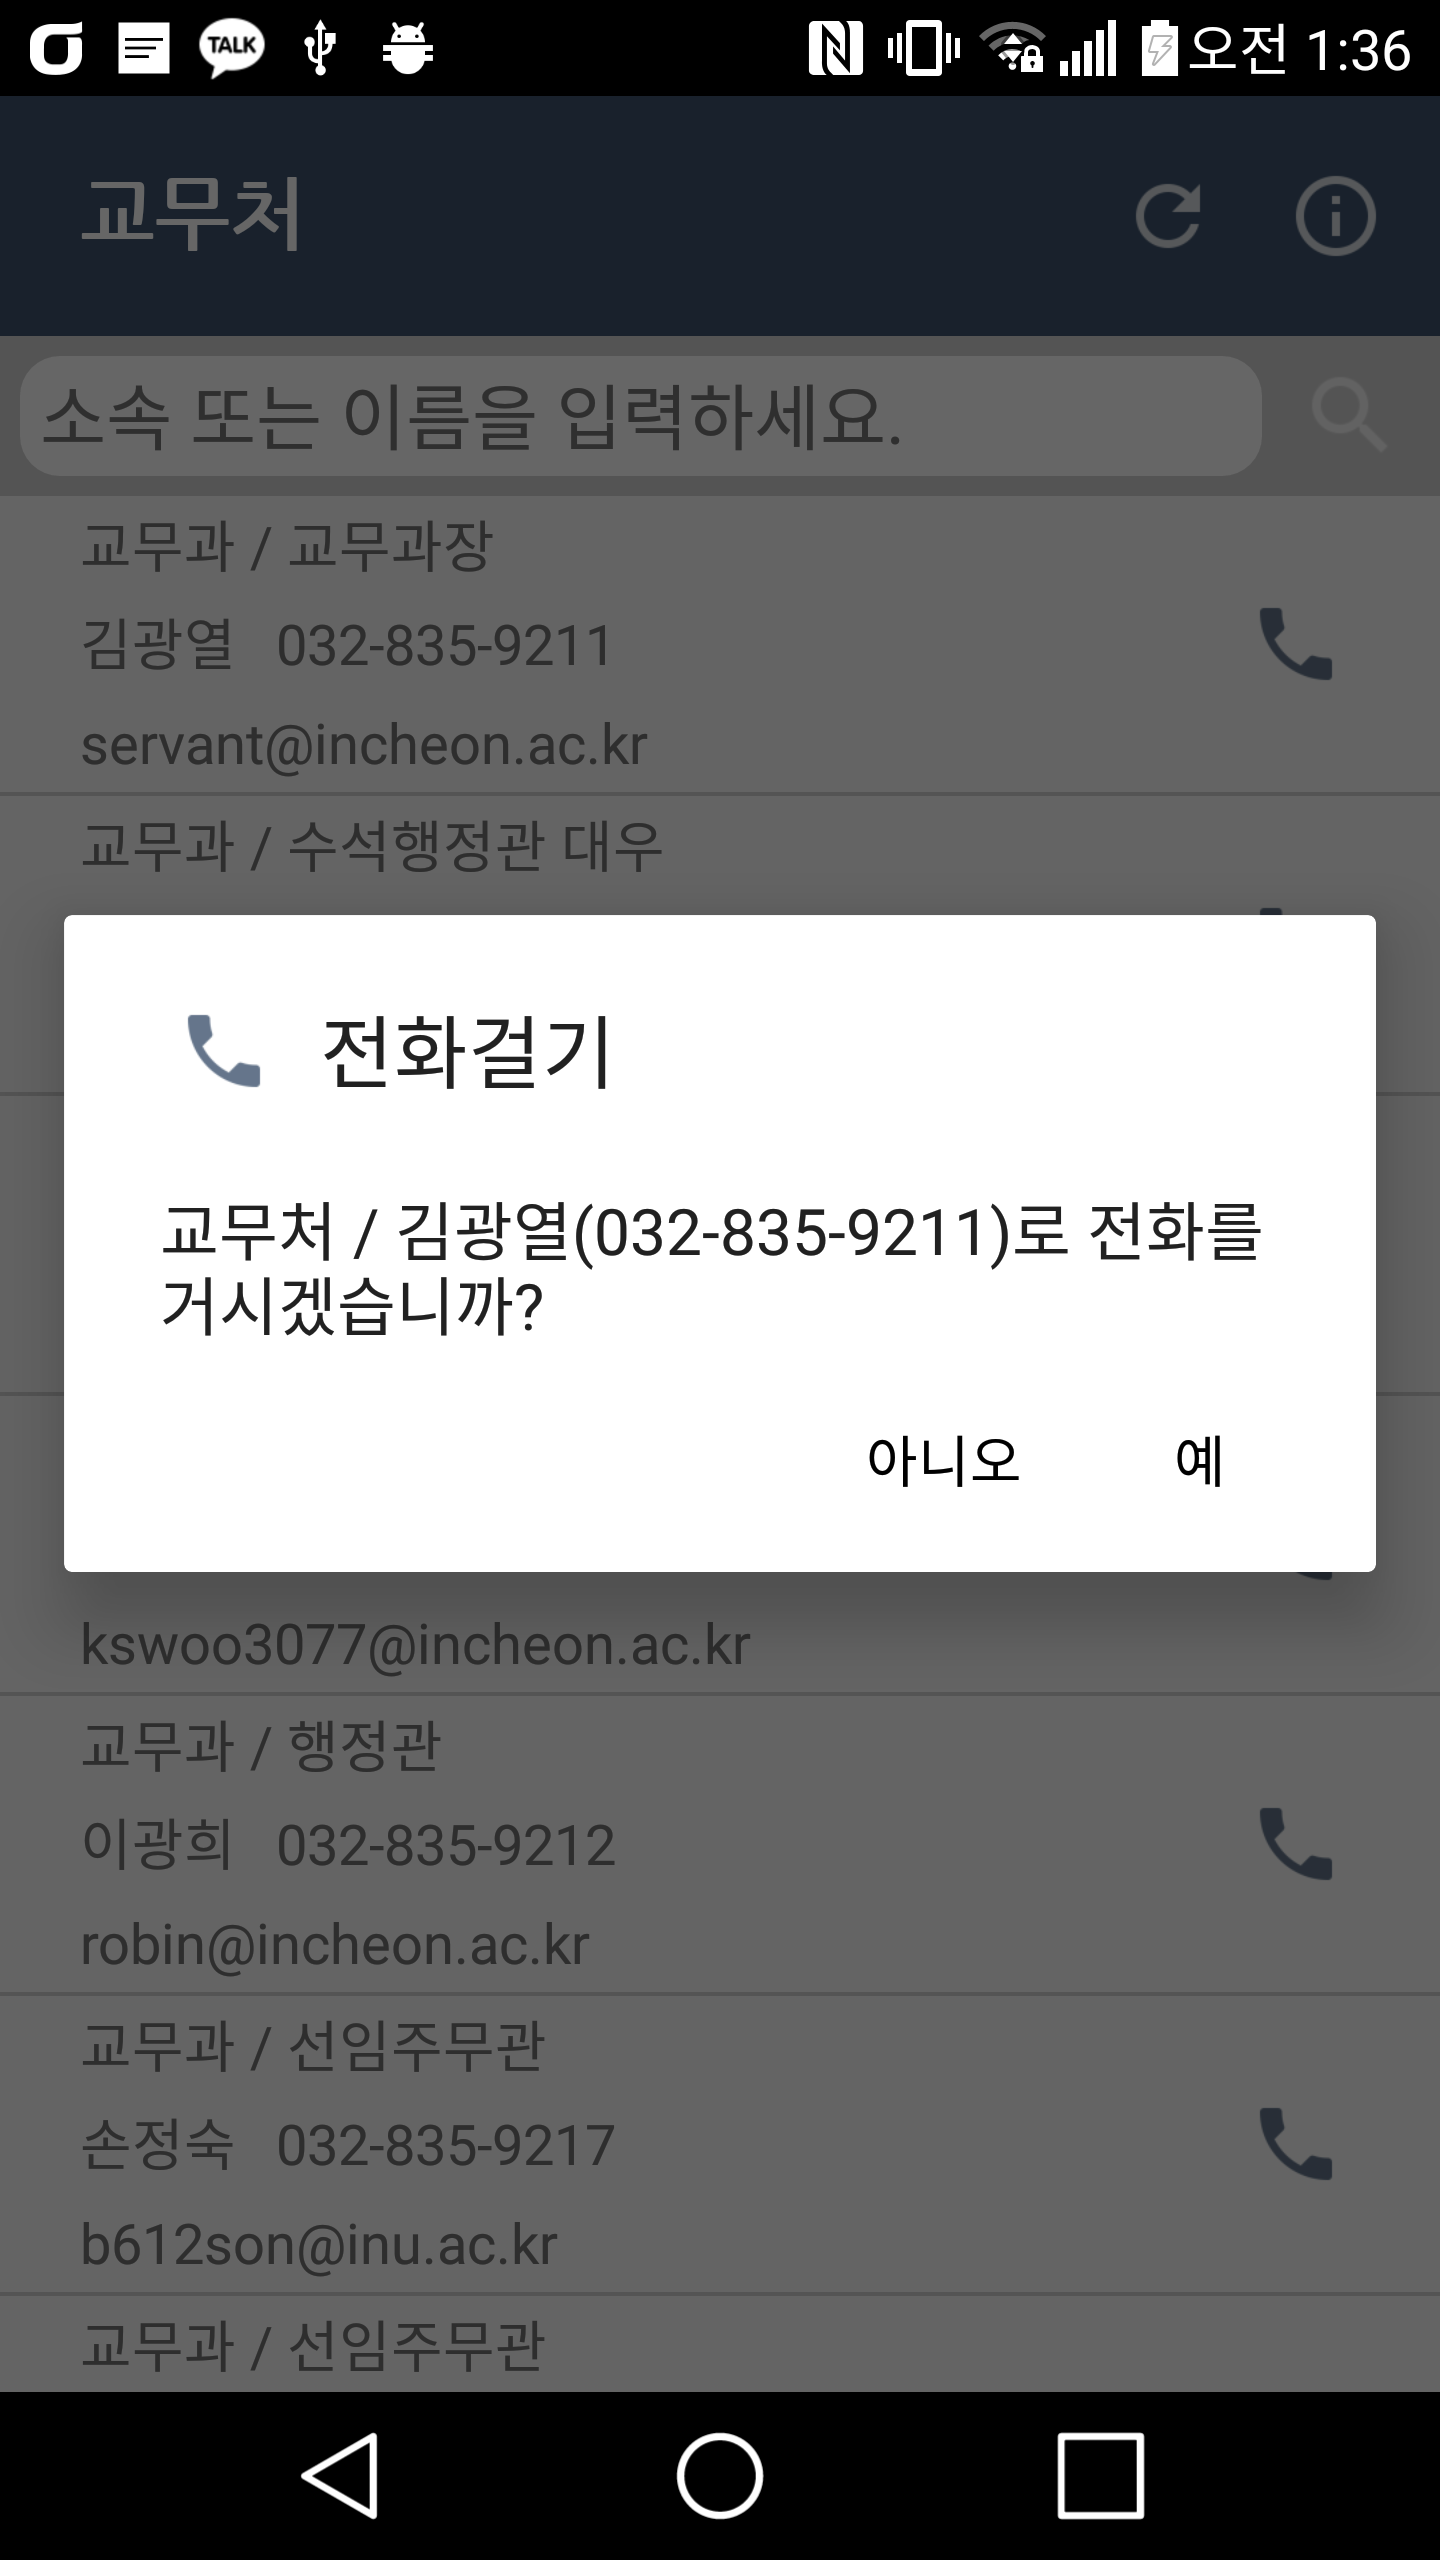 TALK
오전 1:36
교무처
소속 또는 이름을 입력하세요.
교무과 / 교무과장
김광열 032-835-9211
servant@incheon.ac.kr
교무과 / 수석행정관 대우
전화걸기
교무처 / 김광열(032-835-9211)로 전화를
거시겠습니까?
아니오 예
kswoo3077@incheon.ac.kr
교무과 / 행정관
이광희 032-835-9212
robin@incheon.ac.kr
교무과 / 선임주무관
손정숙 032-835-9217
b612son@inu.ac.kr
교무과 / 선임주무관